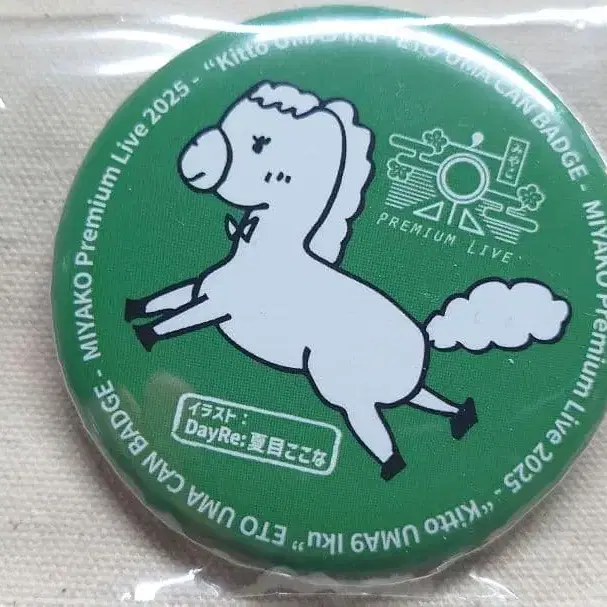 MIYAKO Premium Live 2025 - "Kitto UMA9 Iku" ETO UMA CAN BADGE - MIYAKO Premium Live 2025 - "Kitto UMA9 Iku" ETO UMA CAN BADGE -
みやこ
PREMIUM LIVE
イラスト：
DayRe: 夏目ここな